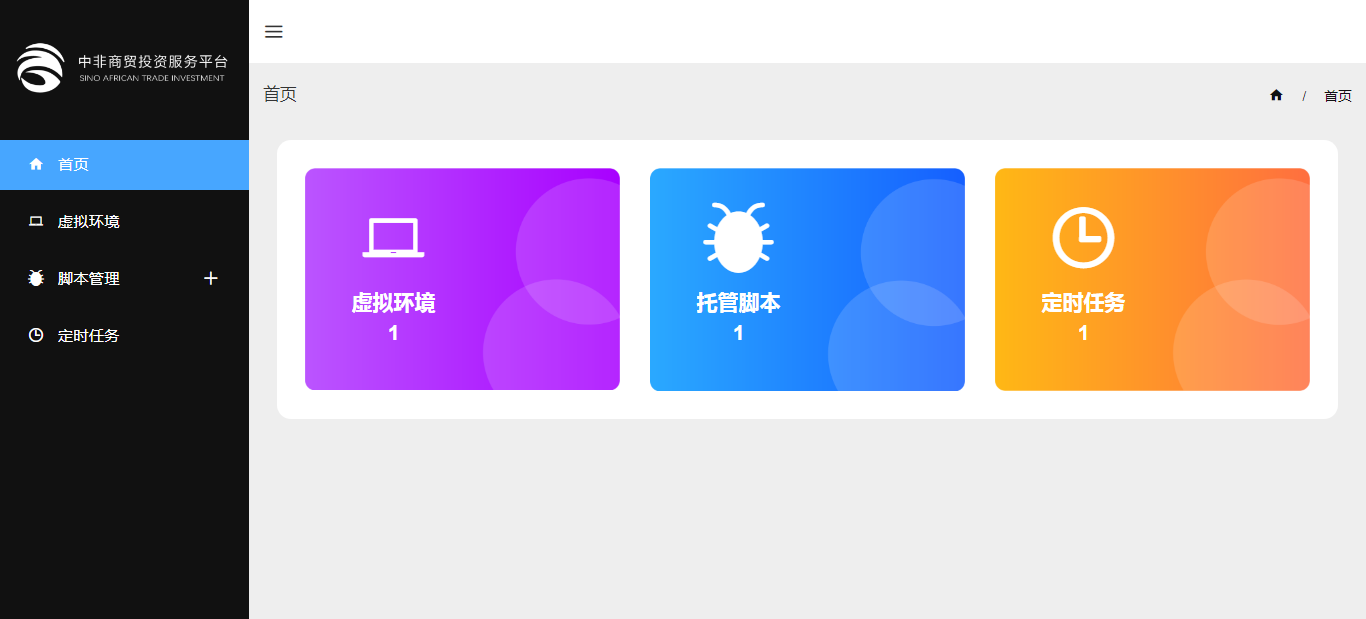 中非商贸投资服务平台
SINO AFRICAN TRADE INVESTMENT
首页
虚拟环境
脚本管理
定时任务
首页
/ 首页
虚拟环境
1
托管脚本
1
定时任务
1